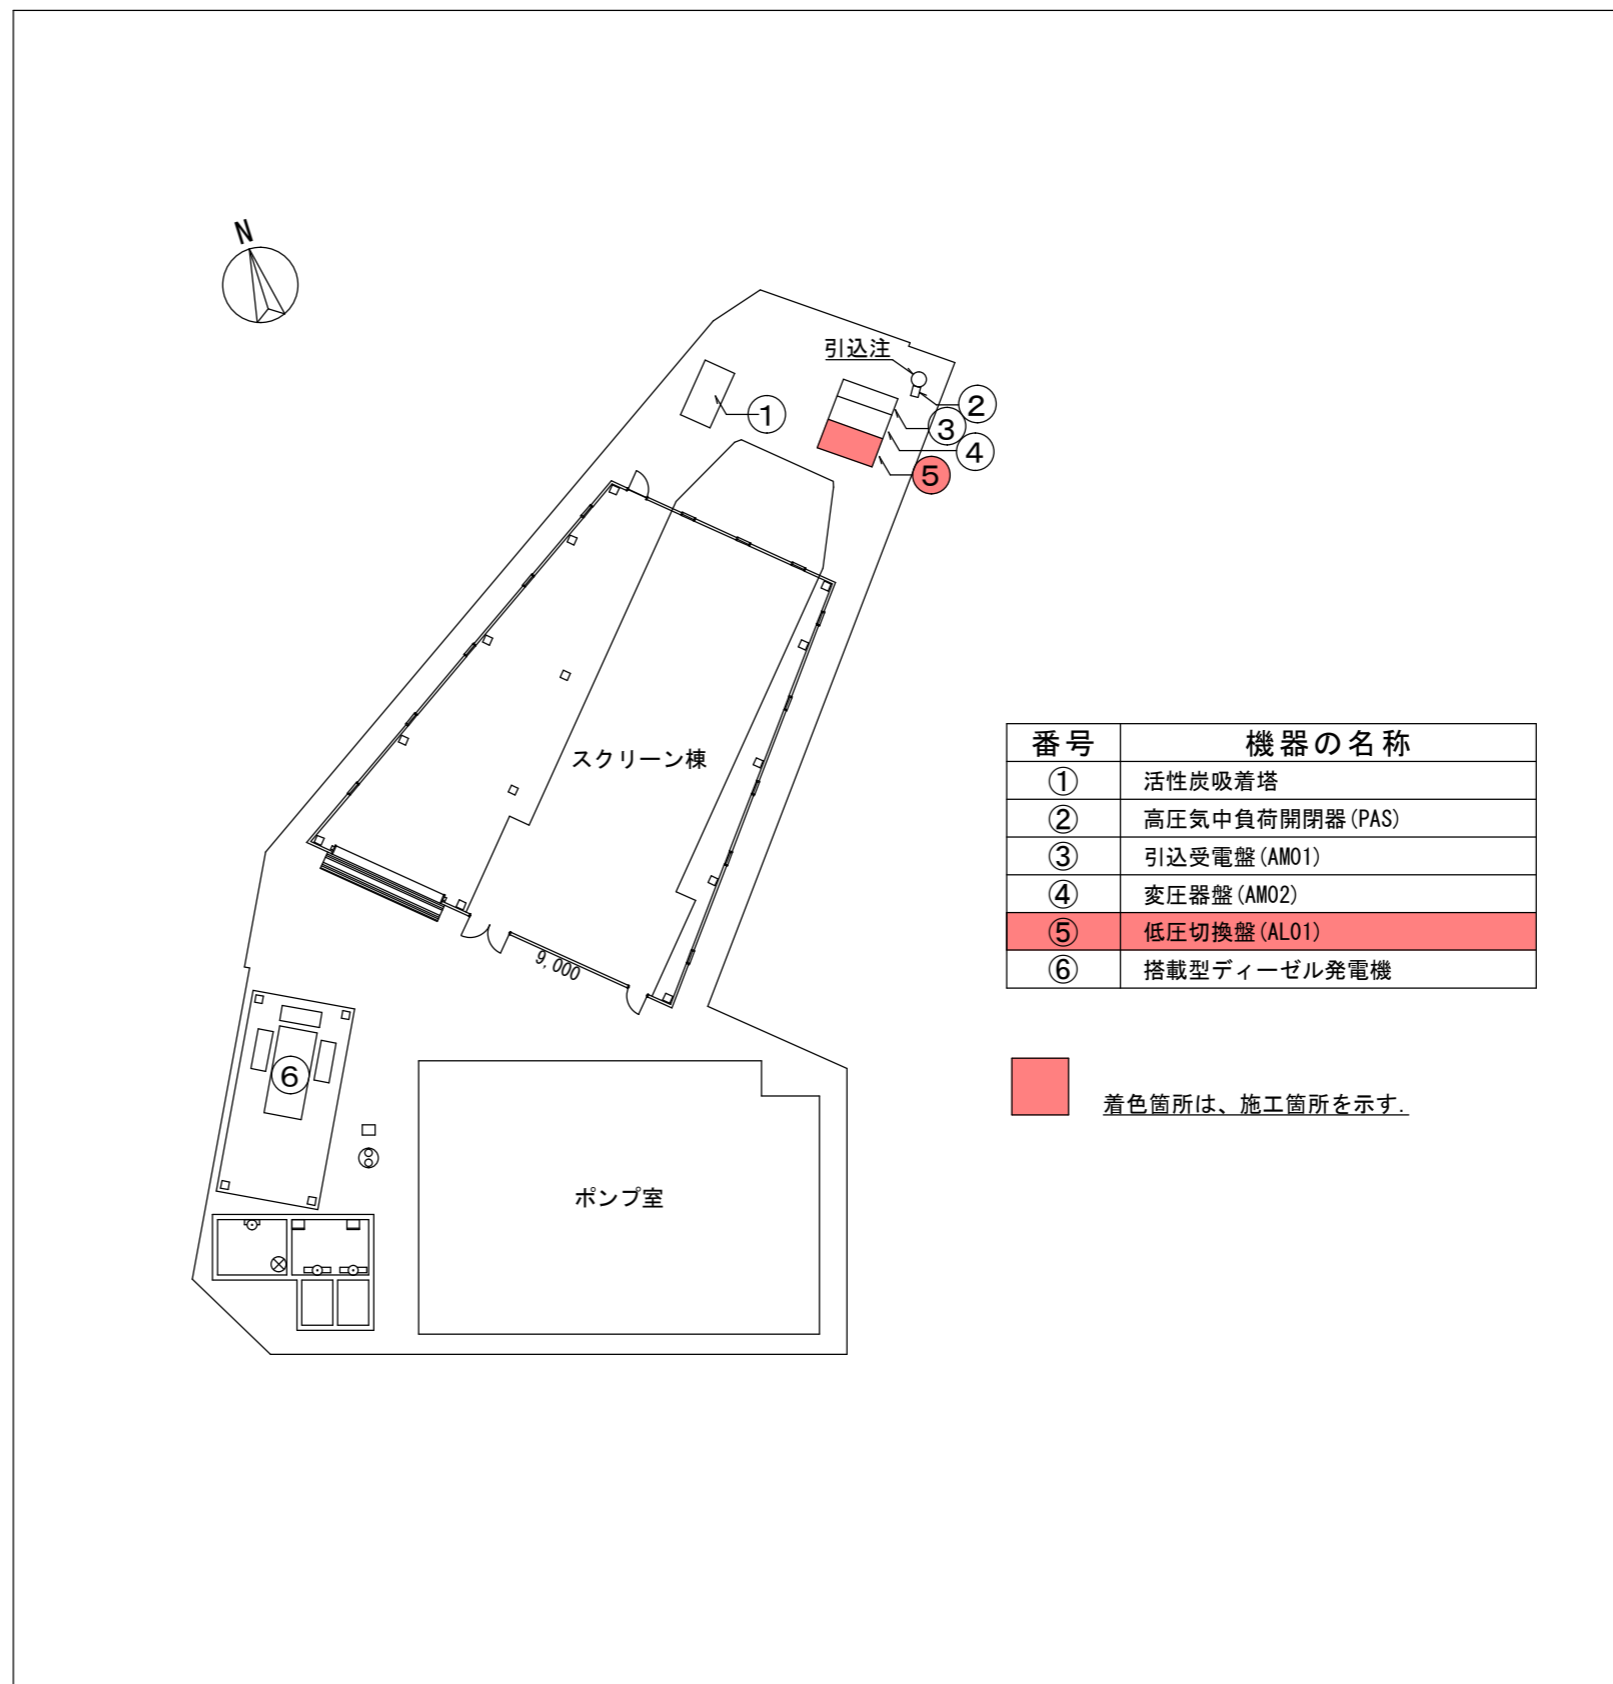 N
引込注
①
②
③
④
⑤
スクリーン棟
9,000
⑥
ポンプ室
番号 機器の名称
① 活性炭吸着塔
② 高圧気中負荷開閉器(PAS)
③ 引込受電盤(AM01)
④ 変圧器盤(AM02)
⑤ 低圧切換盤(AL01)
⑥ 搭載型ディーゼル発電機
着色箇所は、施工箇所を示す.